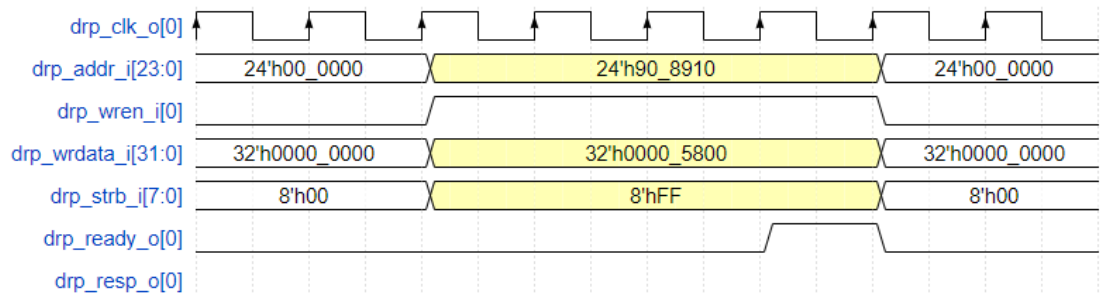 drp_clk_o[0]
drp_addr_i[23:0] 24'h00_0000 24'h90_8910 24'h00_0000
drp_wren_i[0]
drp_wrdata_i[31:0] 32'h0000_0000 32'h0000_5800 32'h0000_0000
drp_strb_i[7:0] 8'h00 8'hFF 8'h00
drp_ready_o[0]
drp_resp_o[0]